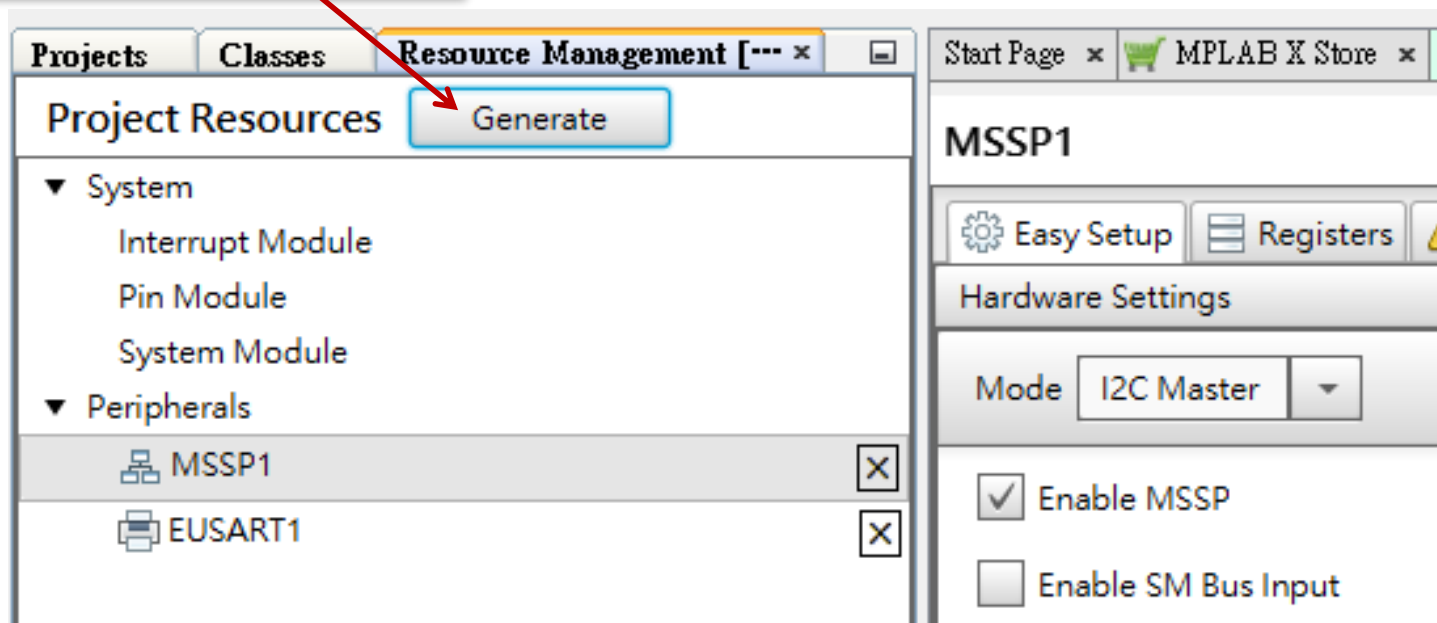 Projects Classes Resource Management [... ×
Project Resources Generate
▼ System
Interrupt Module
Pin Module
System Module
▼ Peripherals
MSSP1
EUSART1
Start Page × MPLAB X Store ×
MSSP1
Easy Setup Registers
Hardware Settings
Mode I2C Master
Enable MSSP
Enable SM Bus Input